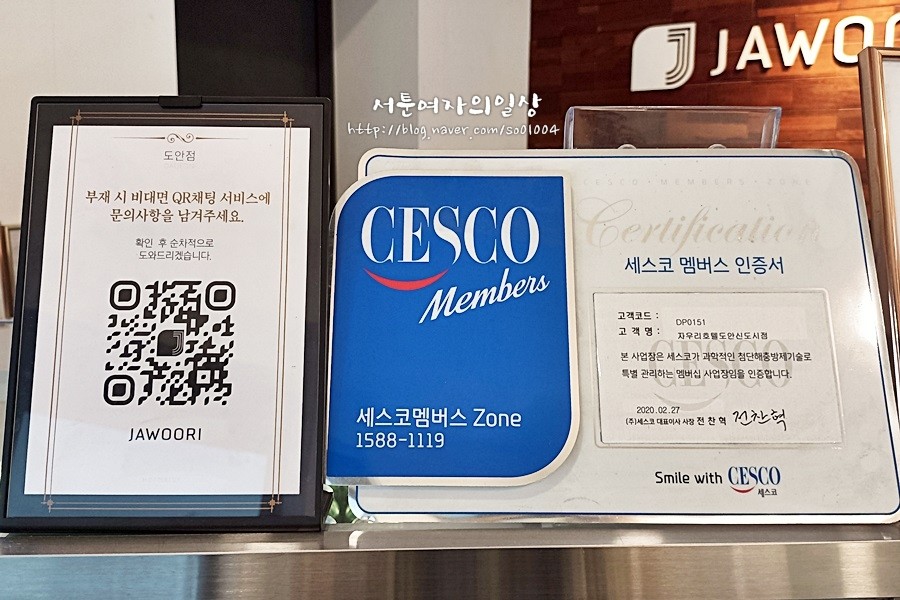 JAWOO
서툰여자의일상
http://blog.naver.com/so01004
도안점
부재 시 비대면 QR채팅 서비스에
문의사항을 남겨주세요.
확인 후 순차적으로
도와드리겠습니다.
JAWOORI
CESCO
Members
세스코멤버스 Zone
1588-1119
CESCO MEMBERS ZONE
Certification
세스코 멤버스 인증서
고객코드 : DP0151
고 객 명 : 자우리호텔도안신도시점
CESCO
본 사업장은 세스코가 과학적인 첨단해충방제기술로
특별 관리하는 멤버십 사업장임을 인증합니다.
2020.02.27
(주)세스코 대표이사 사장 전 찬 혁 전찬혁
Smile with CESCO
세스코